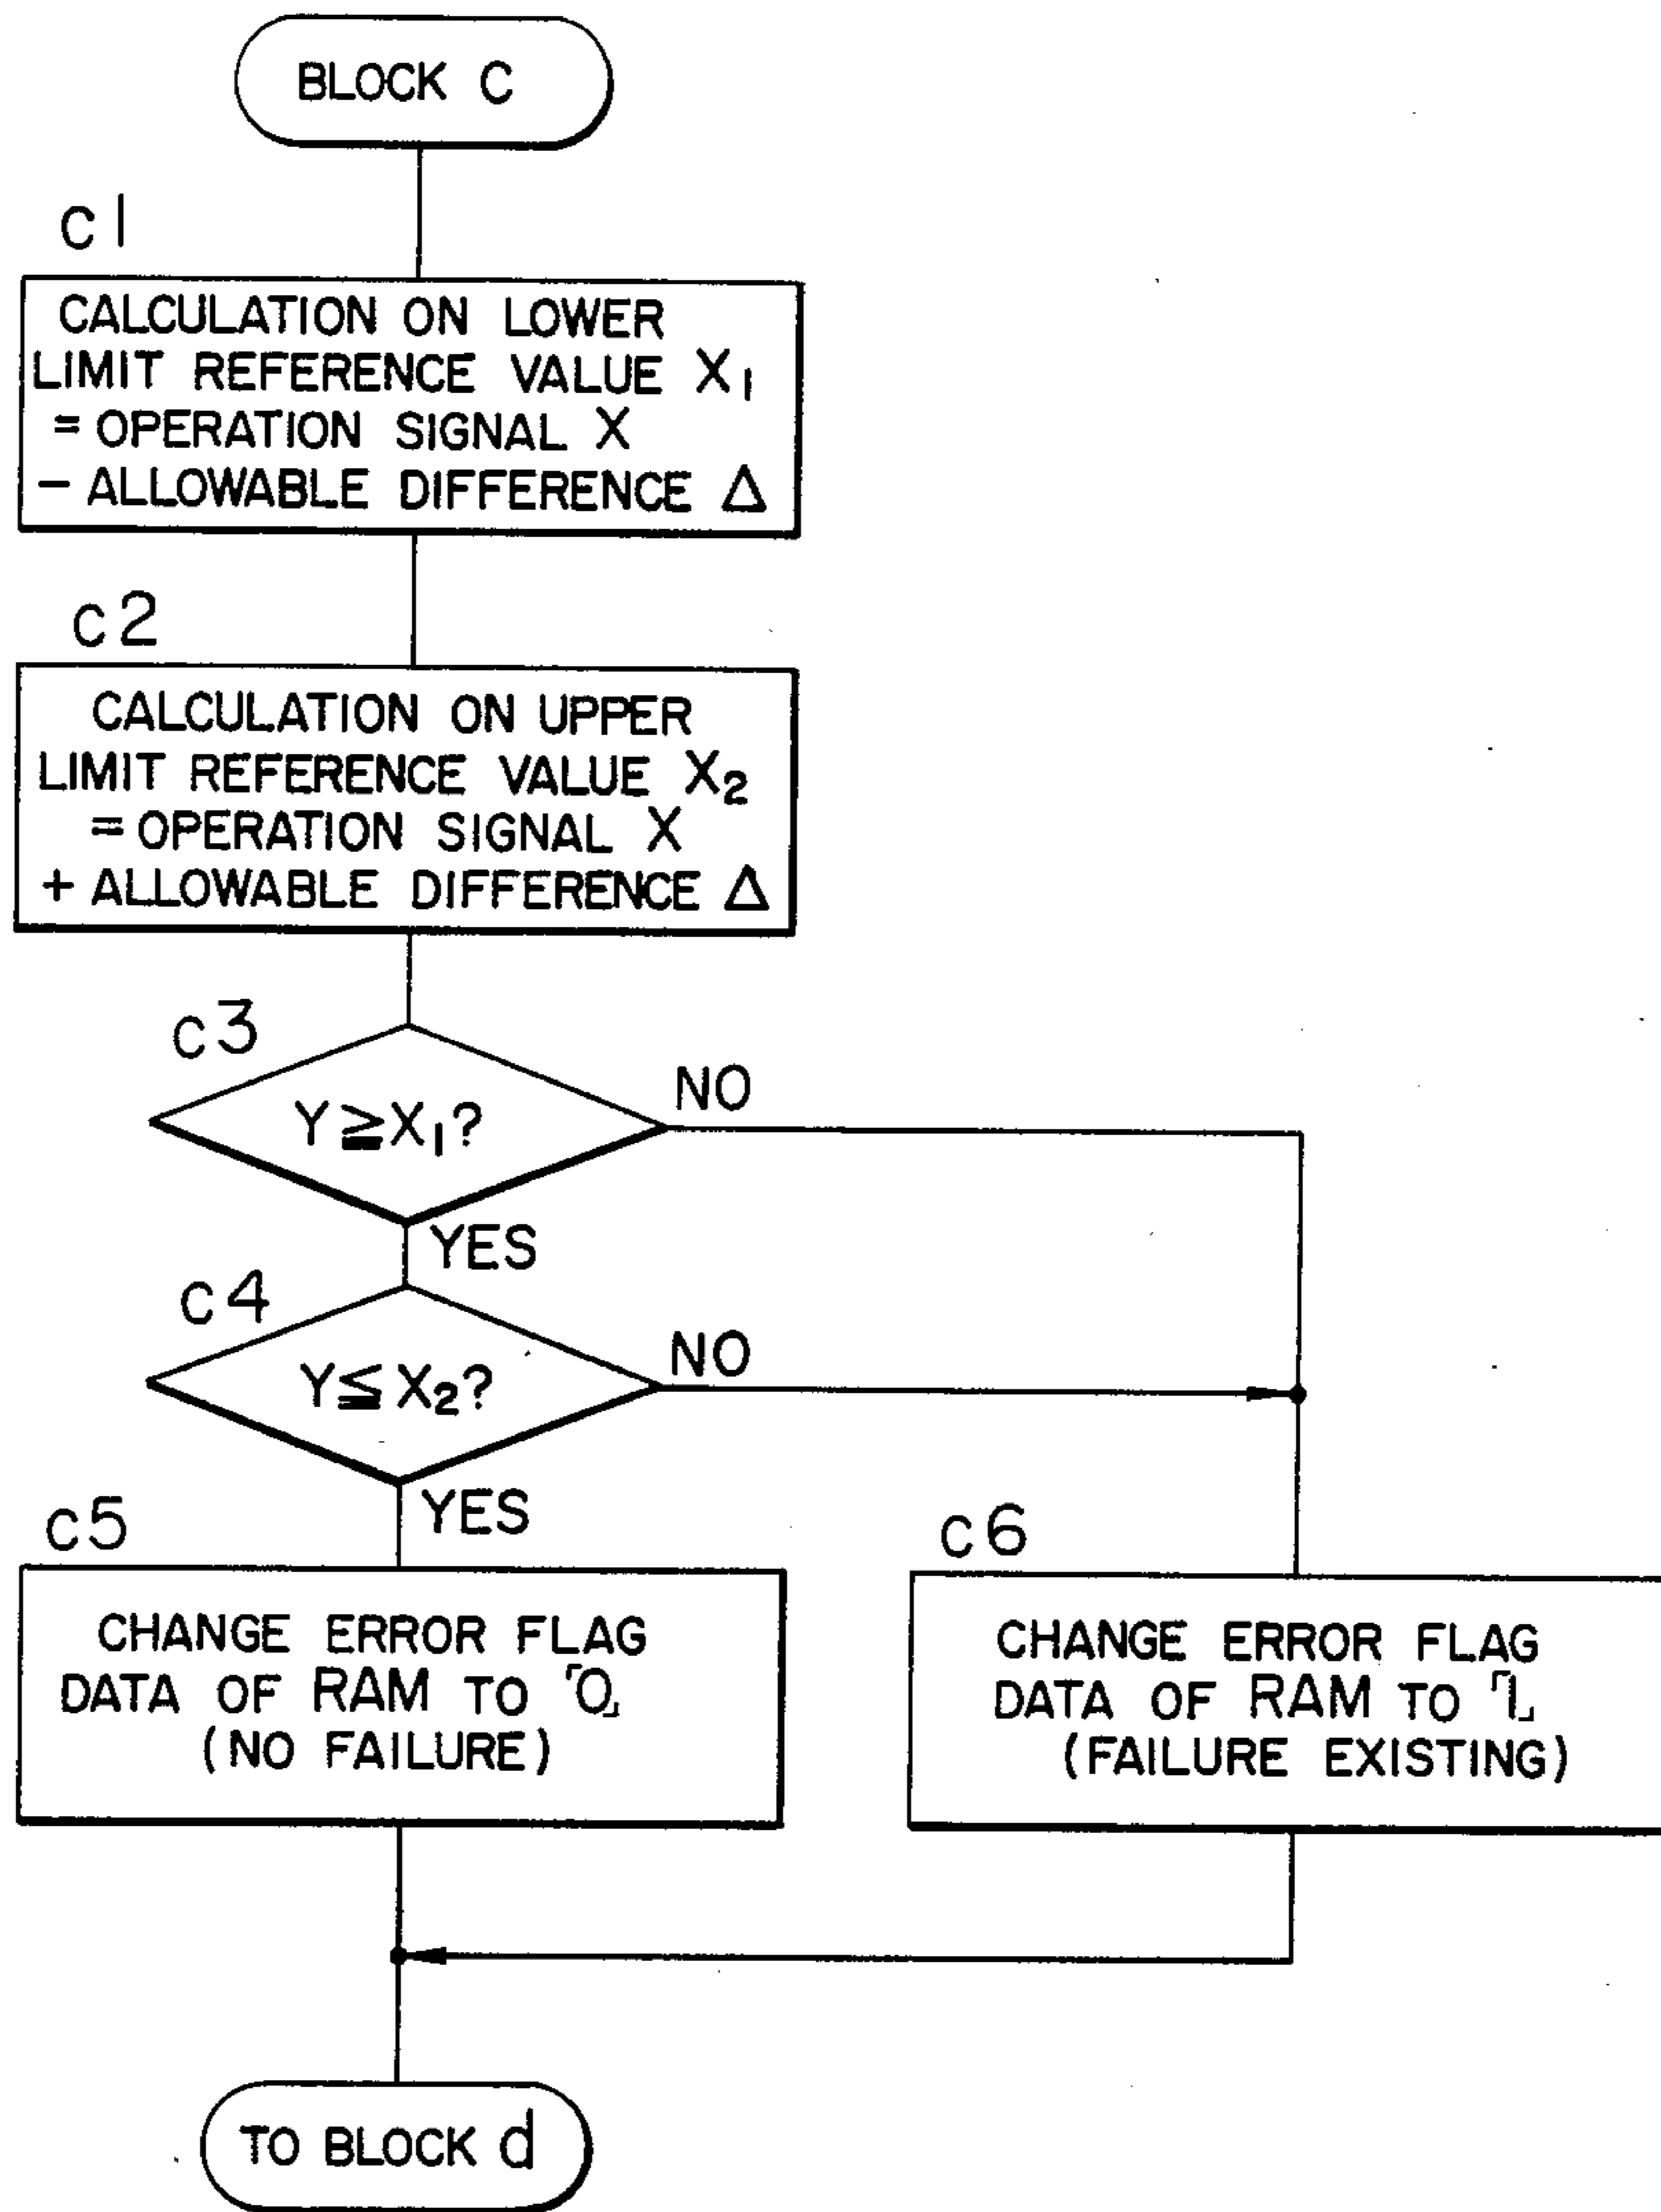 BLOCK C
c1
CALCULATION ON LOWER
LIMIT REFERENCE VALUE X₁
= OPERATION SIGNAL X
− ALLOWABLE DIFFERENCE Δ
c2
CALCULATION ON UPPER
LIMIT REFERENCE VALUE X₂
= OPERATION SIGNAL X
+ ALLOWABLE DIFFERENCE Δ
c3
Y≧X₁?
NO
YES
c4
Y≦X₂?
NO
YES
c5
CHANGE ERROR FLAG
DATA OF RAM TO 「0」
(NO FAILURE)
c6
CHANGE ERROR FLAG
DATA OF RAM TO 「1」
(FAILURE EXISTING)
TO BLOCK d